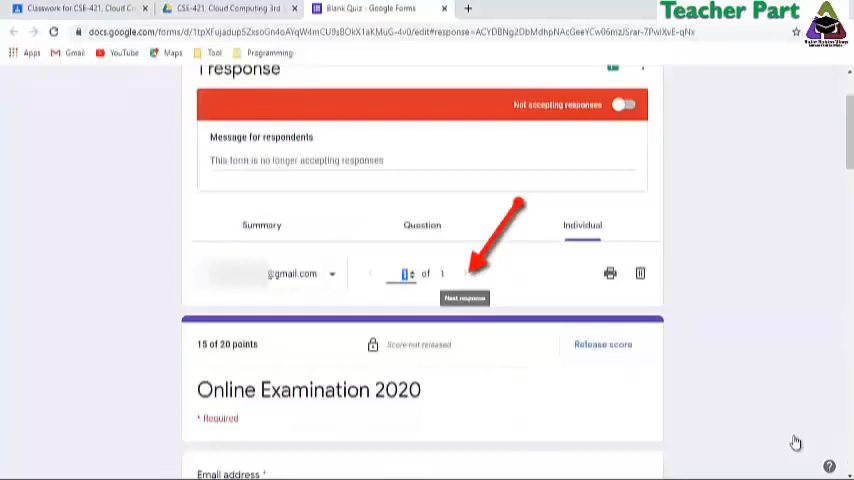 Teacher Part
Classwork for CSE-421, Cloud Co
CSE-421, Cloud Computing 3rd
Blank Quiz - Google Forms
Apps
Gmail
YouTube
Maps
Tool
Programming
1 response
Not accepting responses
Message for respondents
This form is no longer accepting responses
Summary
Question
Individual
@gmail.com
1 of 1
Next response
15 of 20 points
Score not released
Release score
Online Examination 2020
* Required
Email address *